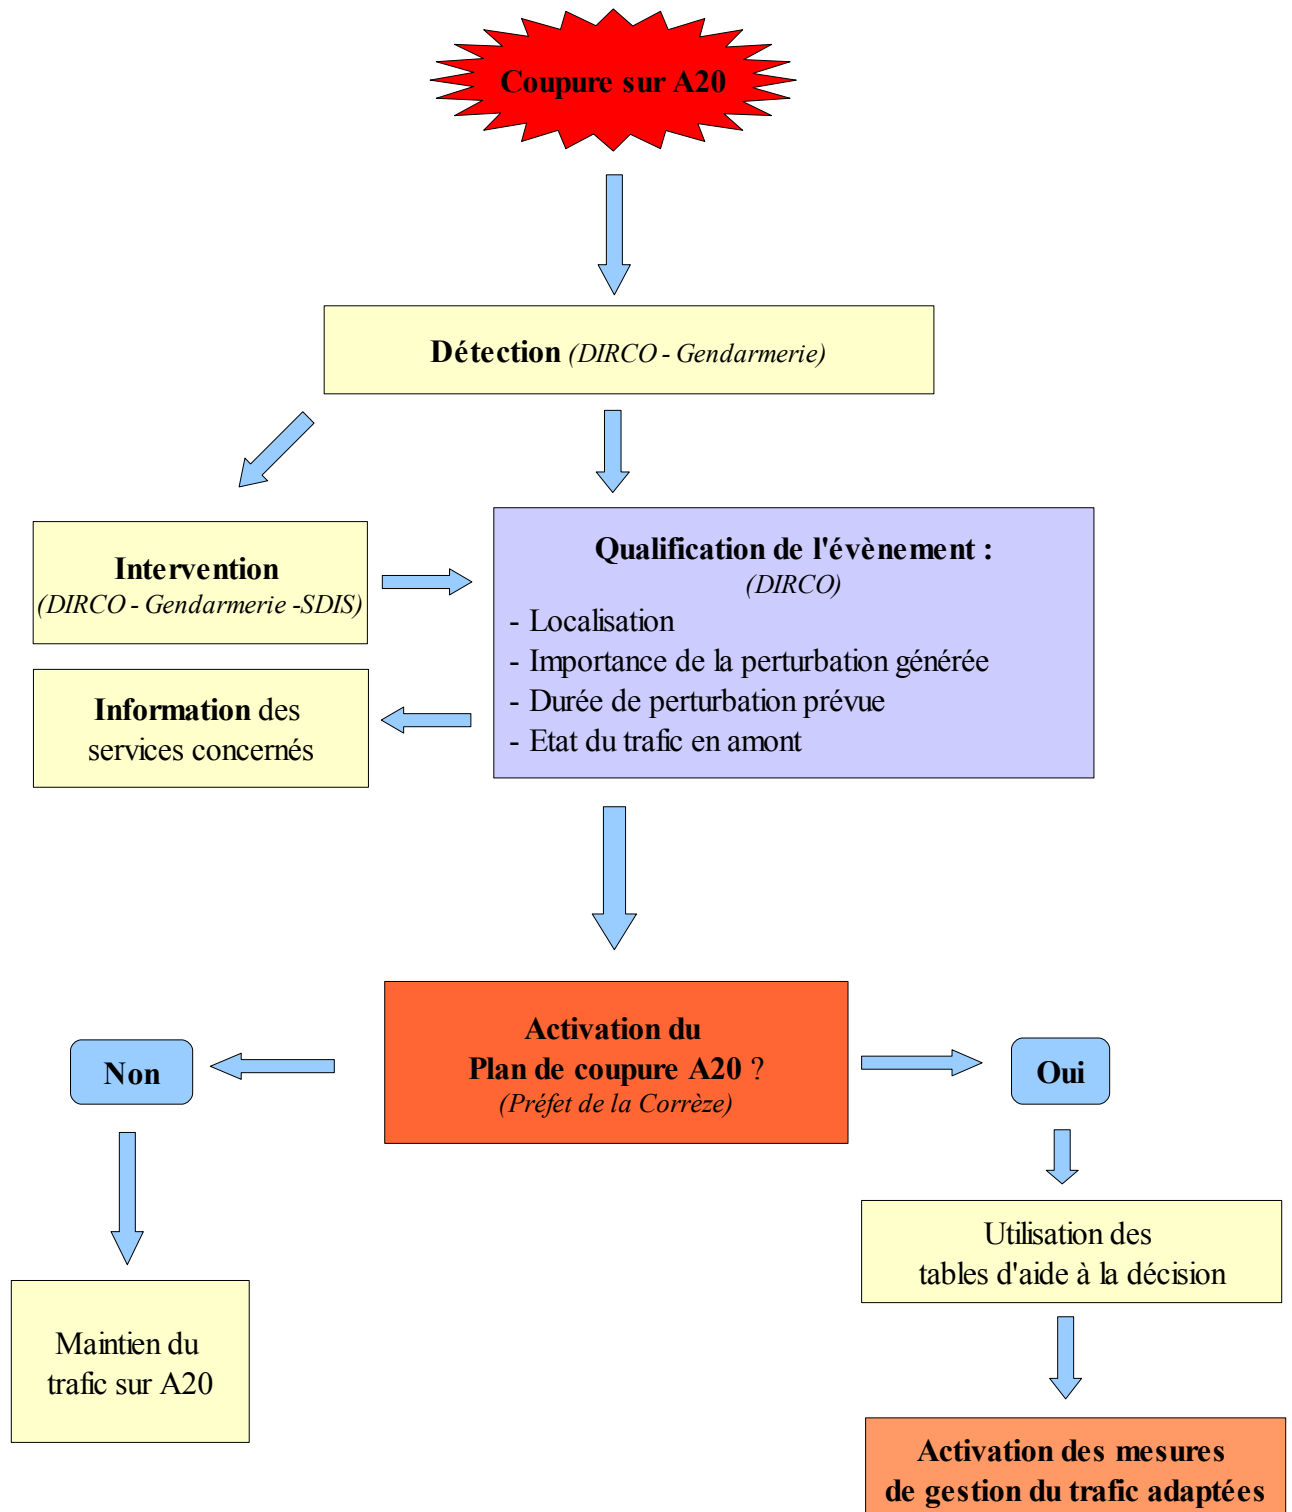 Coupure sur A20
Détection (DIRCO - Gendarmerie)
Intervention
(DIRCO - Gendarmerie -SDIS)
Qualification de l'évènement :
(DIRCO)
- Localisation
- Importance de la perturbation générée
- Durée de perturbation prévue
- Etat du trafic en amont
Information des
services concernés
Activation du
Plan de coupure A20 ?
(Préfet de la Corrèze)
Non
Oui
Utilisation des
tables d'aide à la décision
Maintien du
trafic sur A20
Activation des mesures
de gestion du trafic adaptées